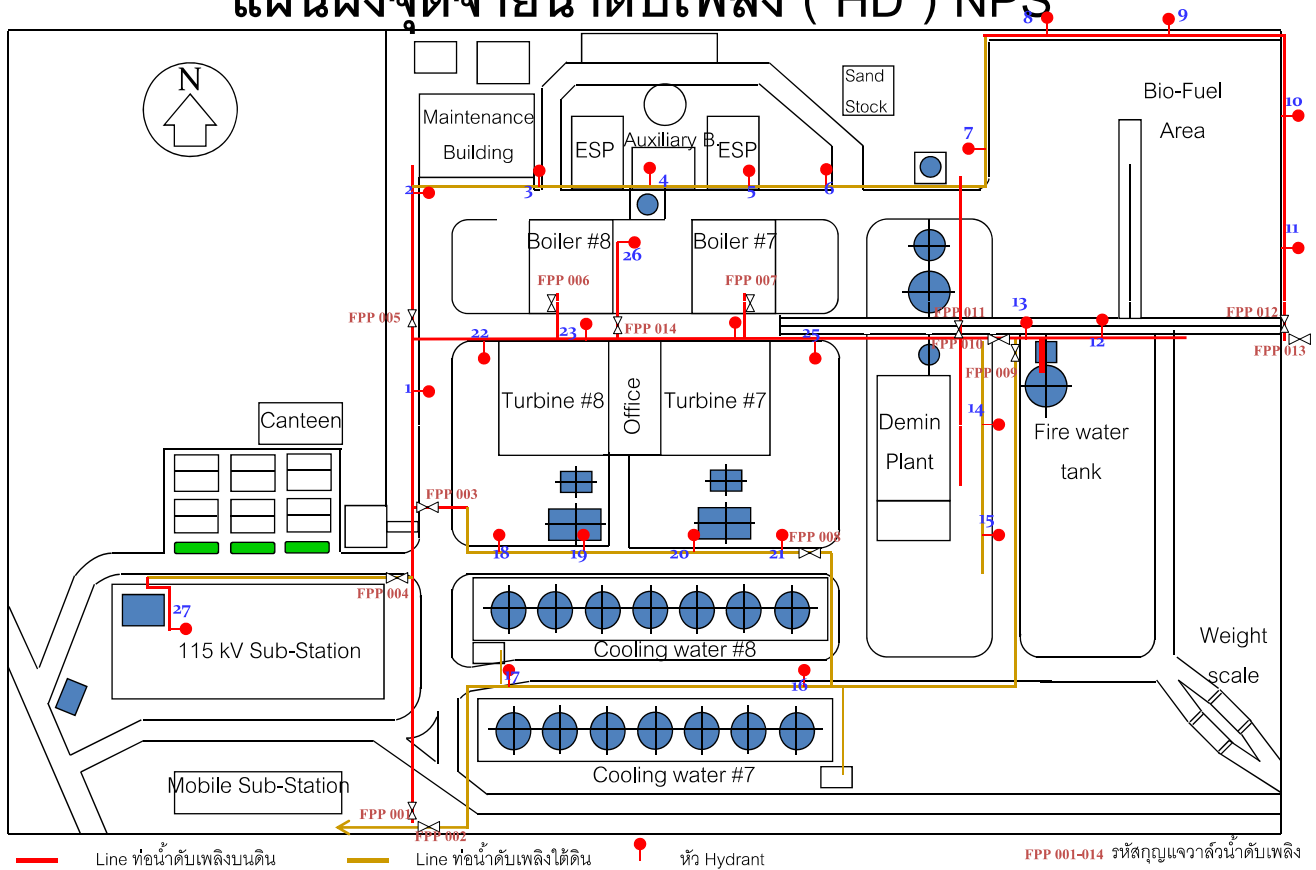 แผนผังจุดจ่ายน้ำดับเพลิง ( HD ) NPS
8
9
N
Sand
Stock
Bio-Fuel
Area
10
Maintenance
Building
ESP
Auxiliary B.
ESP
7
2
3
4
5
6
Boiler #8
26
Boiler #7
11
FPP 006
FPP 007
FPP 005
22
23
FPP 014
25
FPP 011
13
FPP 012
FPP 010
12
FPP 013
FPP 009
1
Turbine #8
Office
Turbine #7
Canteen
Demin
Plant
14
Fire water
tank
FPP 003
18
19
20
21
FPP 008
15
FPP 004
27
115 kV Sub-Station
Cooling water #8
Weight
scale
17
16
Mobile Sub-Station
Cooling water #7
FPP 001
FPP 002
Line ท่อน้ำดับเพลิงบนดิน
Line ท่อน้ำดับเพลิงใต้ดิน
หัว Hydrant
FPP 001-014 รหัสกุญแจวาล์วน้ำดับเพลิง